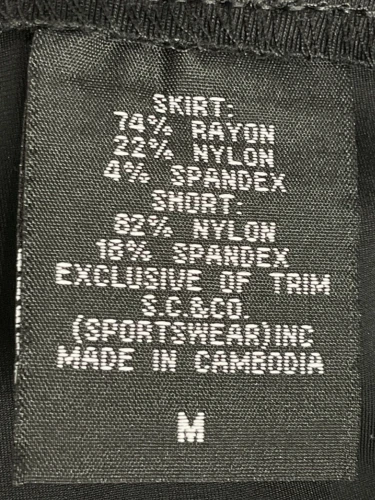 SKIRT:
74% RAYON
22% NYLON
4% SPANDEX
SHORT:
82% NYLON
18% SPANDEX
EXCLUSIVE OF TRIM
S.C.&CO.
(SPORTSWEAR)INC
MADE IN CAMBODIA
M